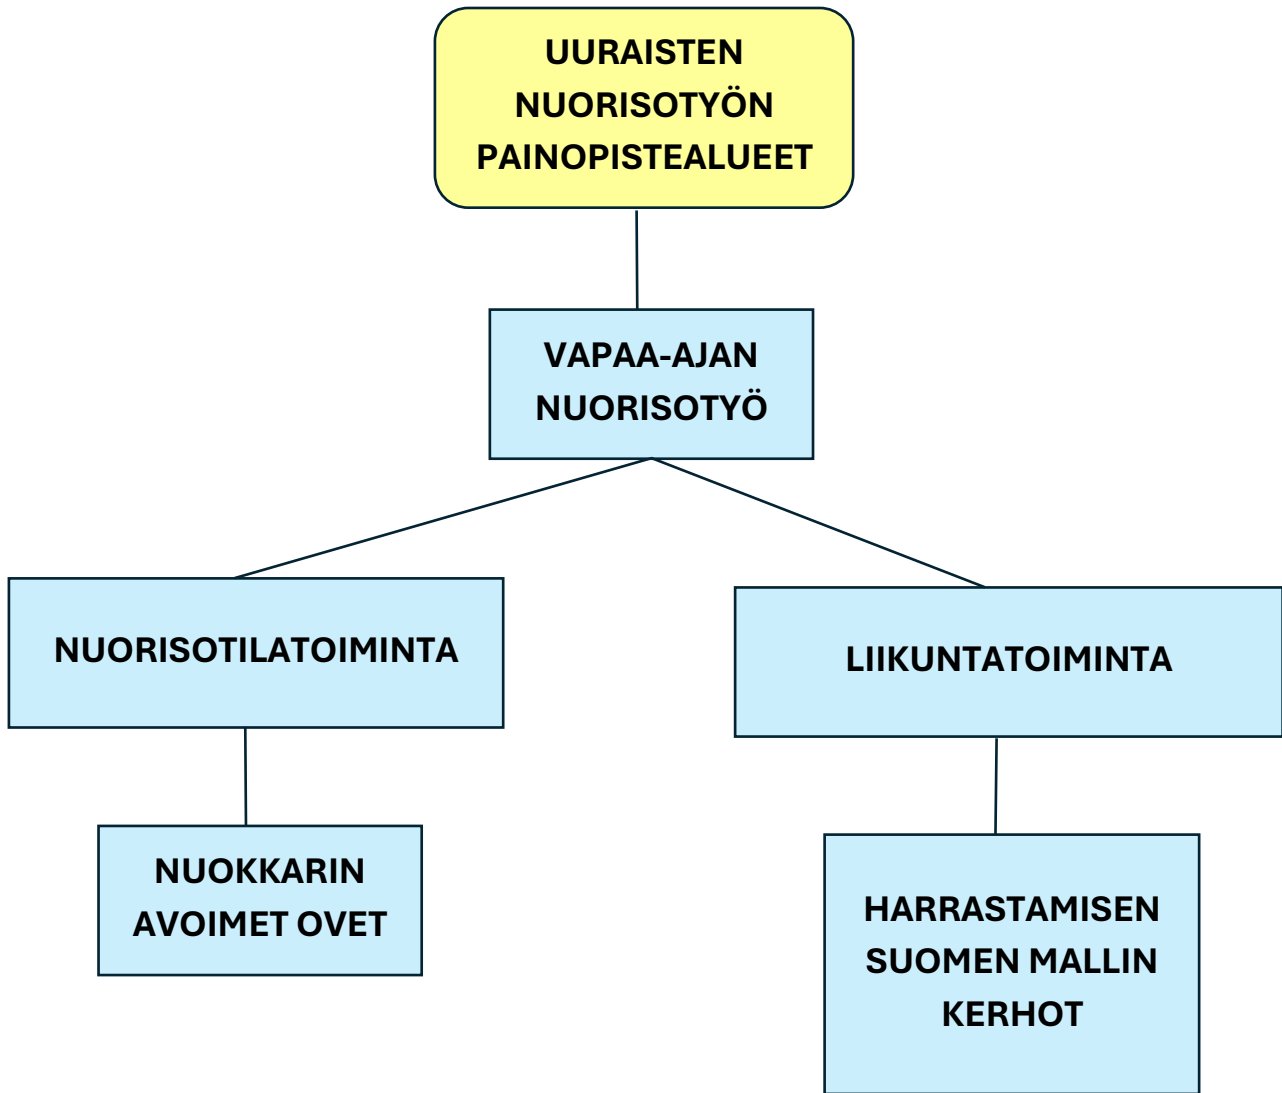 UURAISTEN
NUORISOTYÖN
PAINOPISTEALUEET
VAPAA-AJAN
NUORISOTYÖ
NUORISOTILATOIMINTA
LIIKUNTATOIMINTA
NUOKKARIN
AVOIMET OVET
HARRASTAMISEN
SUOMEN MALLIN
KERHOT